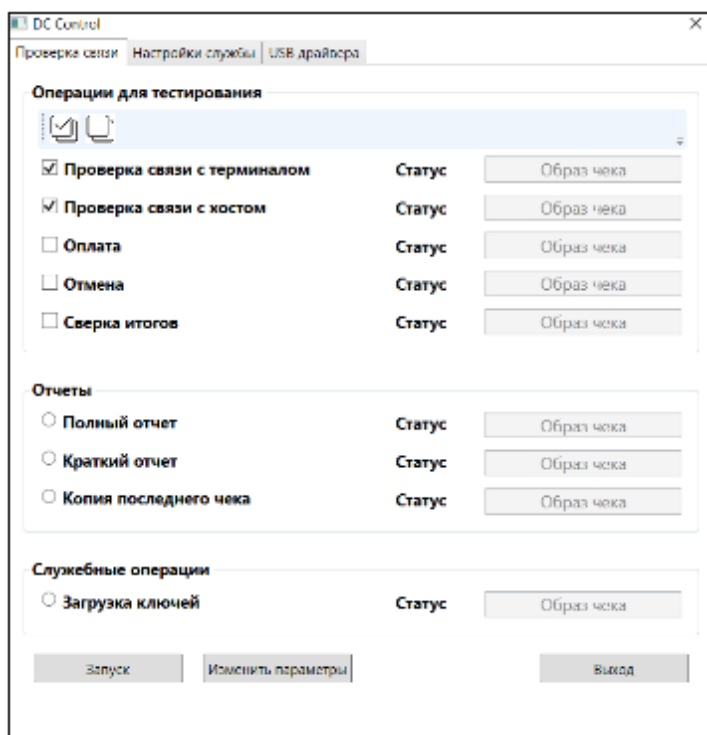 DC Control
Проверка связи Настройки службы USB драйвера
Операции для тестирования
Проверка связи с терминалом Статус Образ чека
Проверка связи с хостом Статус Образ чека
Оплата Статус Образ чека
Отмена Статус Образ чека
Сверка итогов Статус Образ чека
Отчеты
Полный отчет Статус Образ чека
Краткий отчет Статус Образ чека
Копия последнего чека Статус Образ чека
Служебные операции
Загрузка ключей Статус Образ чека
Запуск Изменить параметры Выход